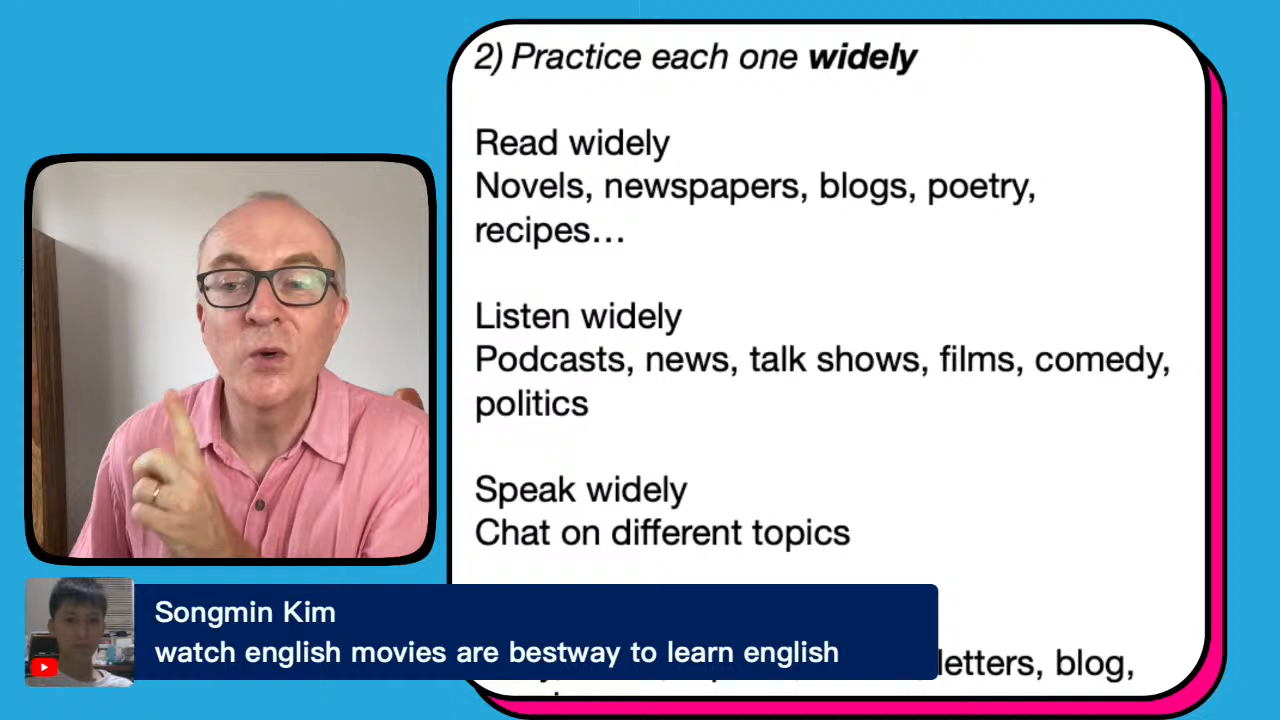 2) Practice each one widely
Read widely
Novels, newspapers, blogs, poetry,
recipes...
Listen widely
Podcasts, news, talk shows, films, comedy,
politics
Speak widely
Chat on different topics
letters, blog,
Songmin Kim
watch english movies are bestway to learn english